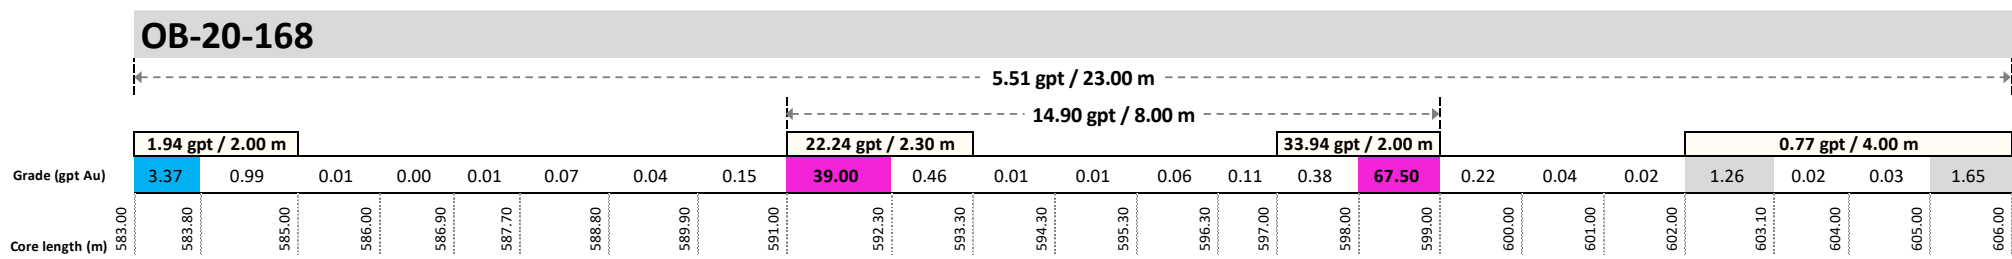 OB-20-168
5.51 gpt / 23.00 m
14.90 gpt / 8.00 m
1.94 gpt / 2.00 m 22.24 gpt / 2.30 m 33.94 gpt / 2.00 m 0.77 gpt / 4.00 m
Grade (gpt Au) 3.37 0.99 0.01 0.00 0.01 0.07 0.04 0.15 39.00 0.46 0.01 0.01 0.06 0.11 0.38 67.50 0.22 0.04 0.02 1.26 0.02 0.03 1.65
Core length (m) 583.00 583.80 585.00 586.00 586.90 587.70 588.80 589.90 591.00 592.30 593.30 594.30 595.30 596.30 597.00 598.00 599.00 600.00 601.00 602.00 603.10 604.00 605.00 606.00